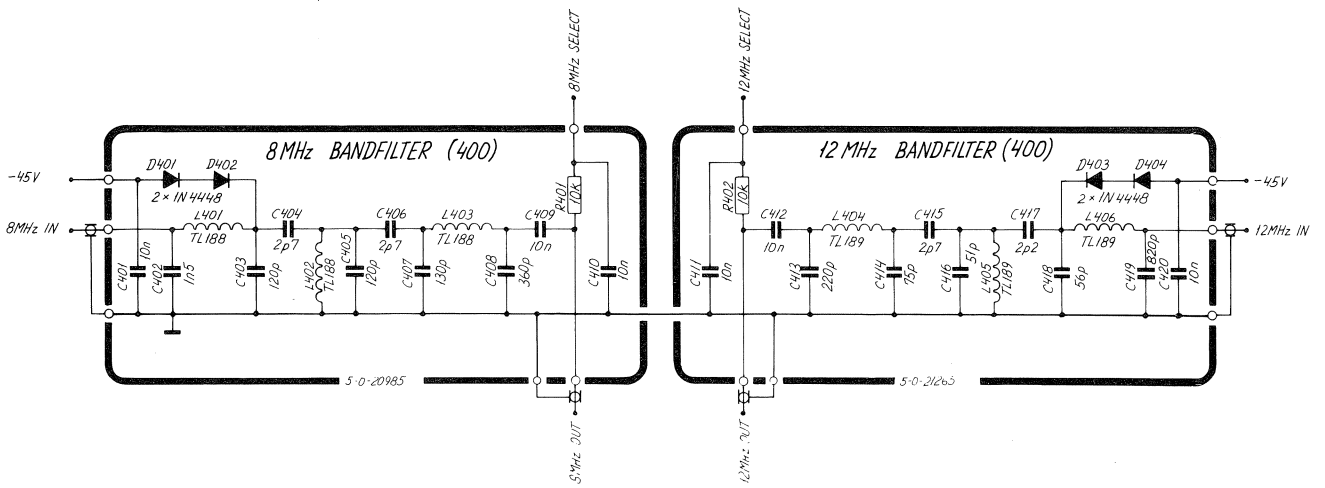 8MHz SELECT
12MHz SELECT
8MHz BANDFILTER (400)
12MHz BANDFILTER (400)
D401
D402
2×1N4448
-45V
8MHz IN
L401
TL188
C401
10n
C402
1n5
C403
120p
C404
2p7
L402
TL188
C405
120p
C406
2p7
C407
130p
L403
TL188
C408
360p
C409
10n
R401
10k
C410
10n
5-0-20985
8MHz OUT
C411
10n
R402
10k
C412
10n
C413
220p
L404
TL189
C414
75p
C415
2p7
C416
51p
L405
TL189
C417
2p2
C418
56p
D403
D404
2×1N4448
L406
TL189
C419
820p
C420
10n
-45V
12MHz IN
5-0-21265
12MHz OUT